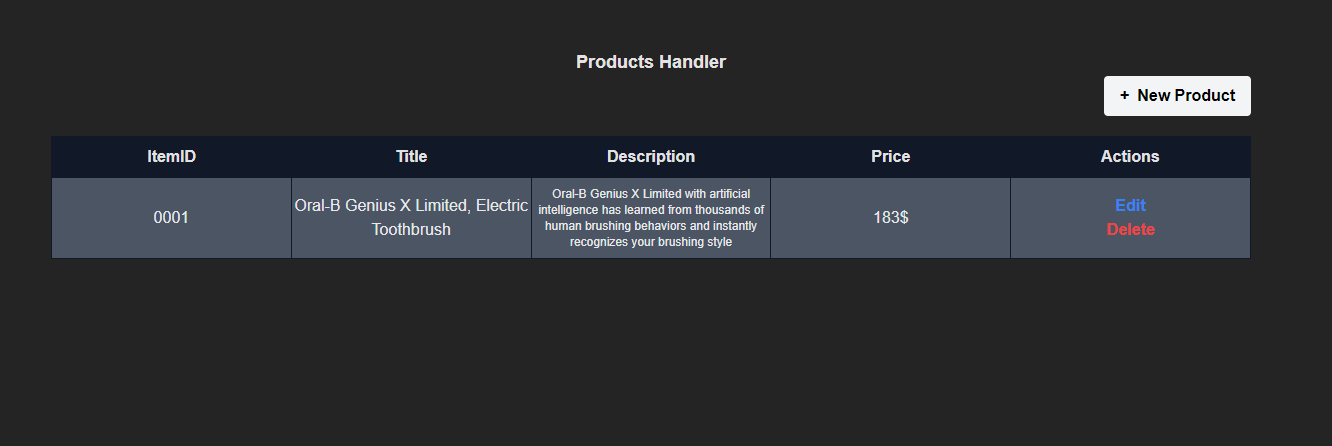 Products Handler
+ New Product
ItemID Title Description Price Actions
0001
Oral-B Genius X Limited, Electric
Toothbrush
Oral-B Genius X Limited with artificial
intelligence has learned from thousands of
human brushing behaviors and instantly
recognizes your brushing style
183$
Edit
Delete